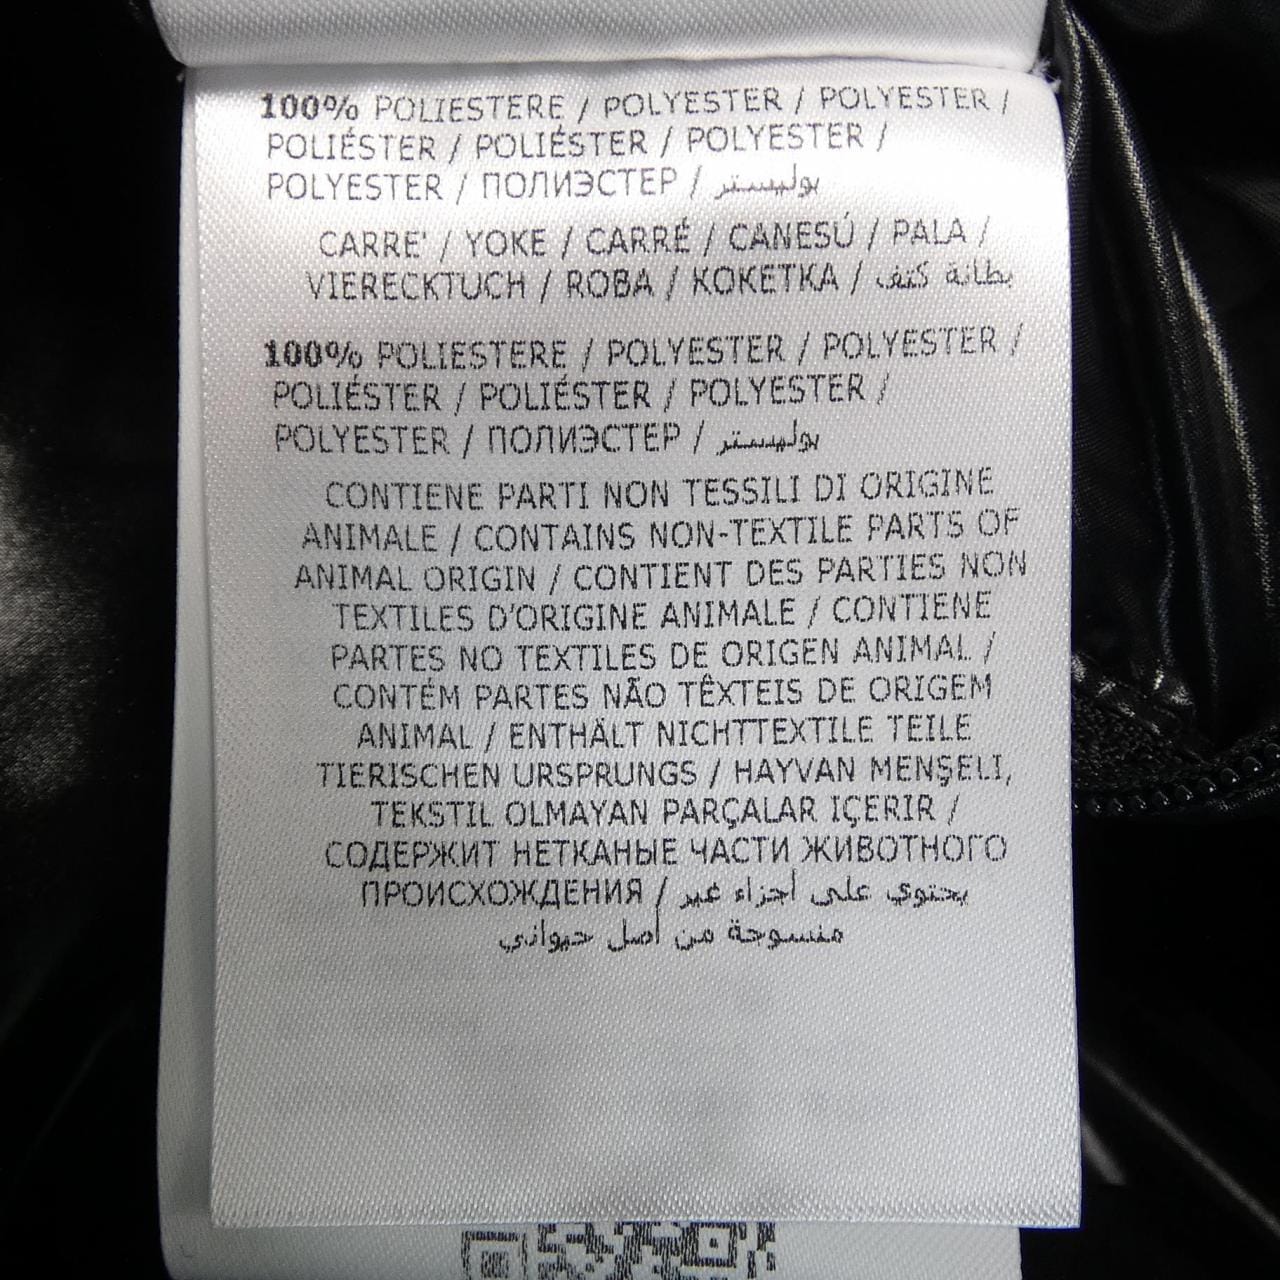 100% POLIESTERE / POLYESTER / POLYESTER /
POLIÉSTER / POLIÉSTER / POLYESTER /
POLYESTER / ПОЛИЭСТЕР / بوليستر
CARRE' / YOKE / CARRÉ / CANESÚ / PALA /
VIERECKTUCH / ROBA / KOKETKA / بطانة كتف
100% POLIESTERE / POLYESTER / POLYESTER /
POLIÉSTER / POLIÉSTER / POLYESTER /
POLYESTER / ПОЛИЭСТЕР / بوليستر
CONTIENE PARTI NON TESSILI DI ORIGINE
ANIMALE / CONTAINS NON-TEXTILE PARTS OF
ANIMAL ORIGIN / CONTIENT DES PARTIES NON
TEXTILES D'ORIGINE ANIMALE / CONTIENE
PARTES NO TEXTILES DE ORIGEN ANIMAL /
CONTÉM PARTES NÃO TÊXTEIS DE ORIGEM
ANIMAL / ENTHÄLT NICHTTEXTILE TEILE
TIERISCHEN URSPRUNGS / HAYVAN MENŞELI,
TEKSTIL OLMAYAN PARÇALAR IÇERIR /
СОДЕРЖИТ НЕТКАНЫЕ ЧАСТИ ЖИВОТНОГО
ПРОИСХОЖДЕНИЯ / يحتوي على أجزاء غير
منسوجة من أصل حيواني